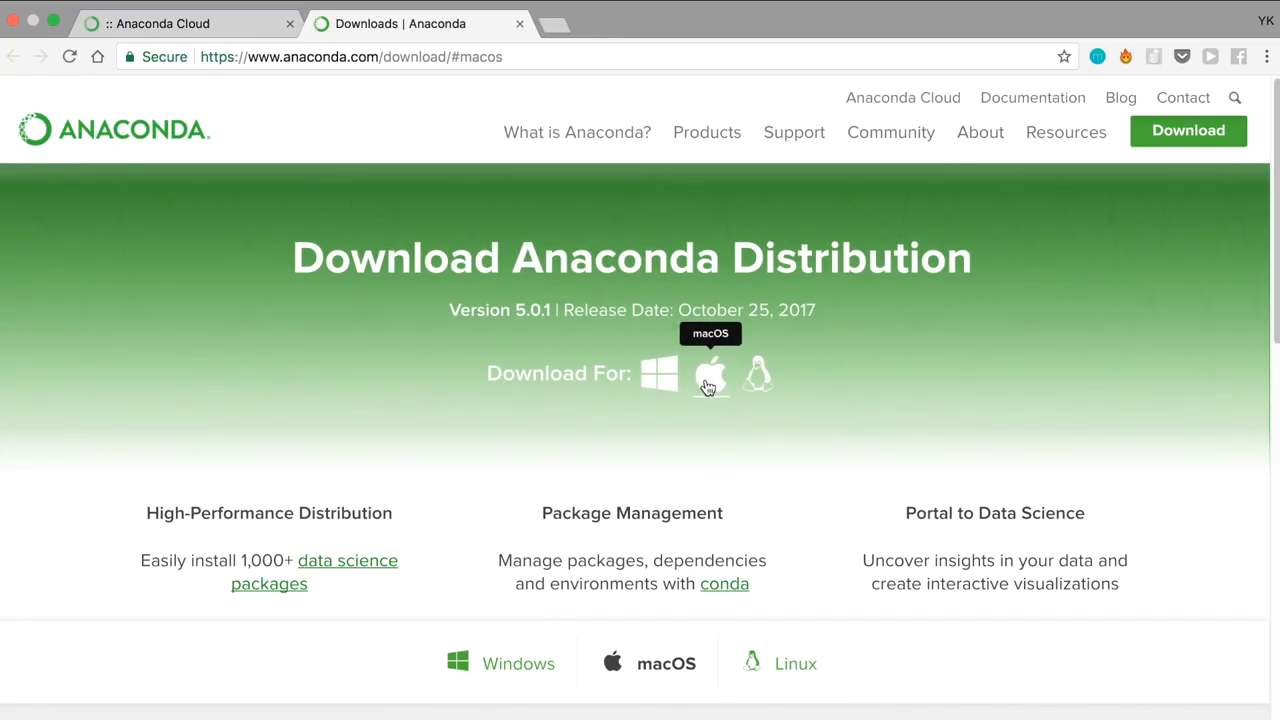 :: Anaconda Cloud
Downloads | Anaconda
YK
Secure
https://www.anaconda.com/download/#macos
Anaconda Cloud
Documentation
Blog
Contact
ANACONDA.
What is Anaconda?
Products
Support
Community
About
Resources
Download
Download Anaconda Distribution
Version 5.0.1 | Release Date: October 25, 2017
macOS
Download For:
High-Performance Distribution
Easily install 1,000+ data science
packages
Package Management
Manage packages, dependencies
and environments with conda
Portal to Data Science
Uncover insights in your data and
create interactive visualizations
Windows
macOS
Linux